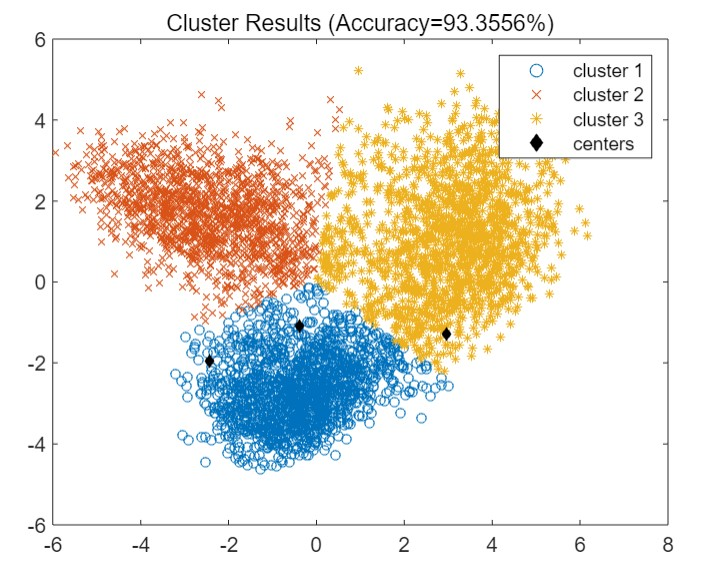 Cluster Results (Accuracy=93.3556%)
6
4
2
0
-2
-4
-6
cluster 1
cluster 2
cluster 3
centers
-6 -4 -2 0 2 4 6 8